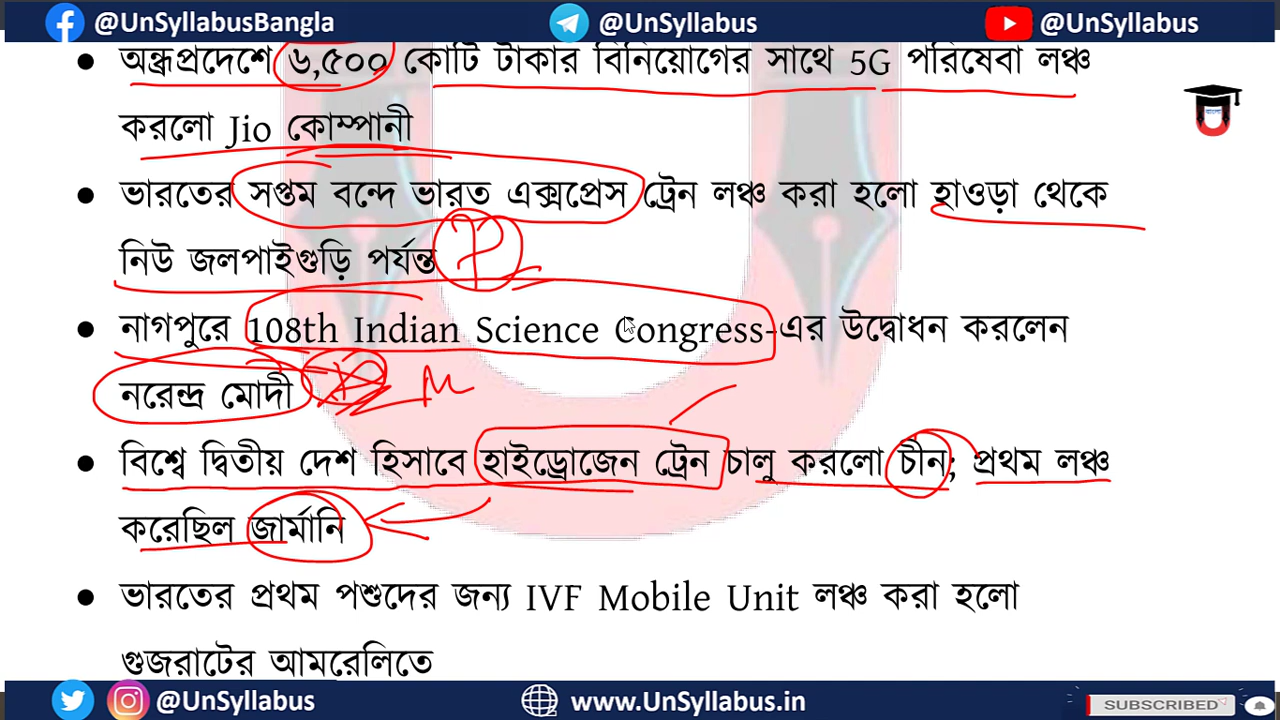 @UnSyllabusBangla @UnSyllabus @UnSyllabus
• অন্ধ্রপ্রদেশে ৬,৫০০ কোটি টাকার বিনিয়োগের সাথে 5G পরিষেবা লঞ্চ
করলো Jio কোম্পানী
• ভারতের সপ্তম বন্দে ভারত এক্সপ্রেস ট্রেন লঞ্চ করা হলো হাওড়া থেকে
নিউ জলপাইগুড়ি পর্যন্ত
• নাগপুরে 108th Indian Science Congress-এর উদ্বোধন করলেন
নরেন্দ্র মোদী
• বিশ্বে দ্বিতীয় দেশ হিসাবে হাইড্রোজেন ট্রেন চালু করলো চীন; প্রথম লঞ্চ
করেছিল জার্মানি
• ভারতের প্রথম পশুদের জন্য IVF Mobile Unit লঞ্চ করা হলো
গুজরাটের আমরেলিতে
@UnSyllabus www.UnSyllabus.in SUBSCRIBED